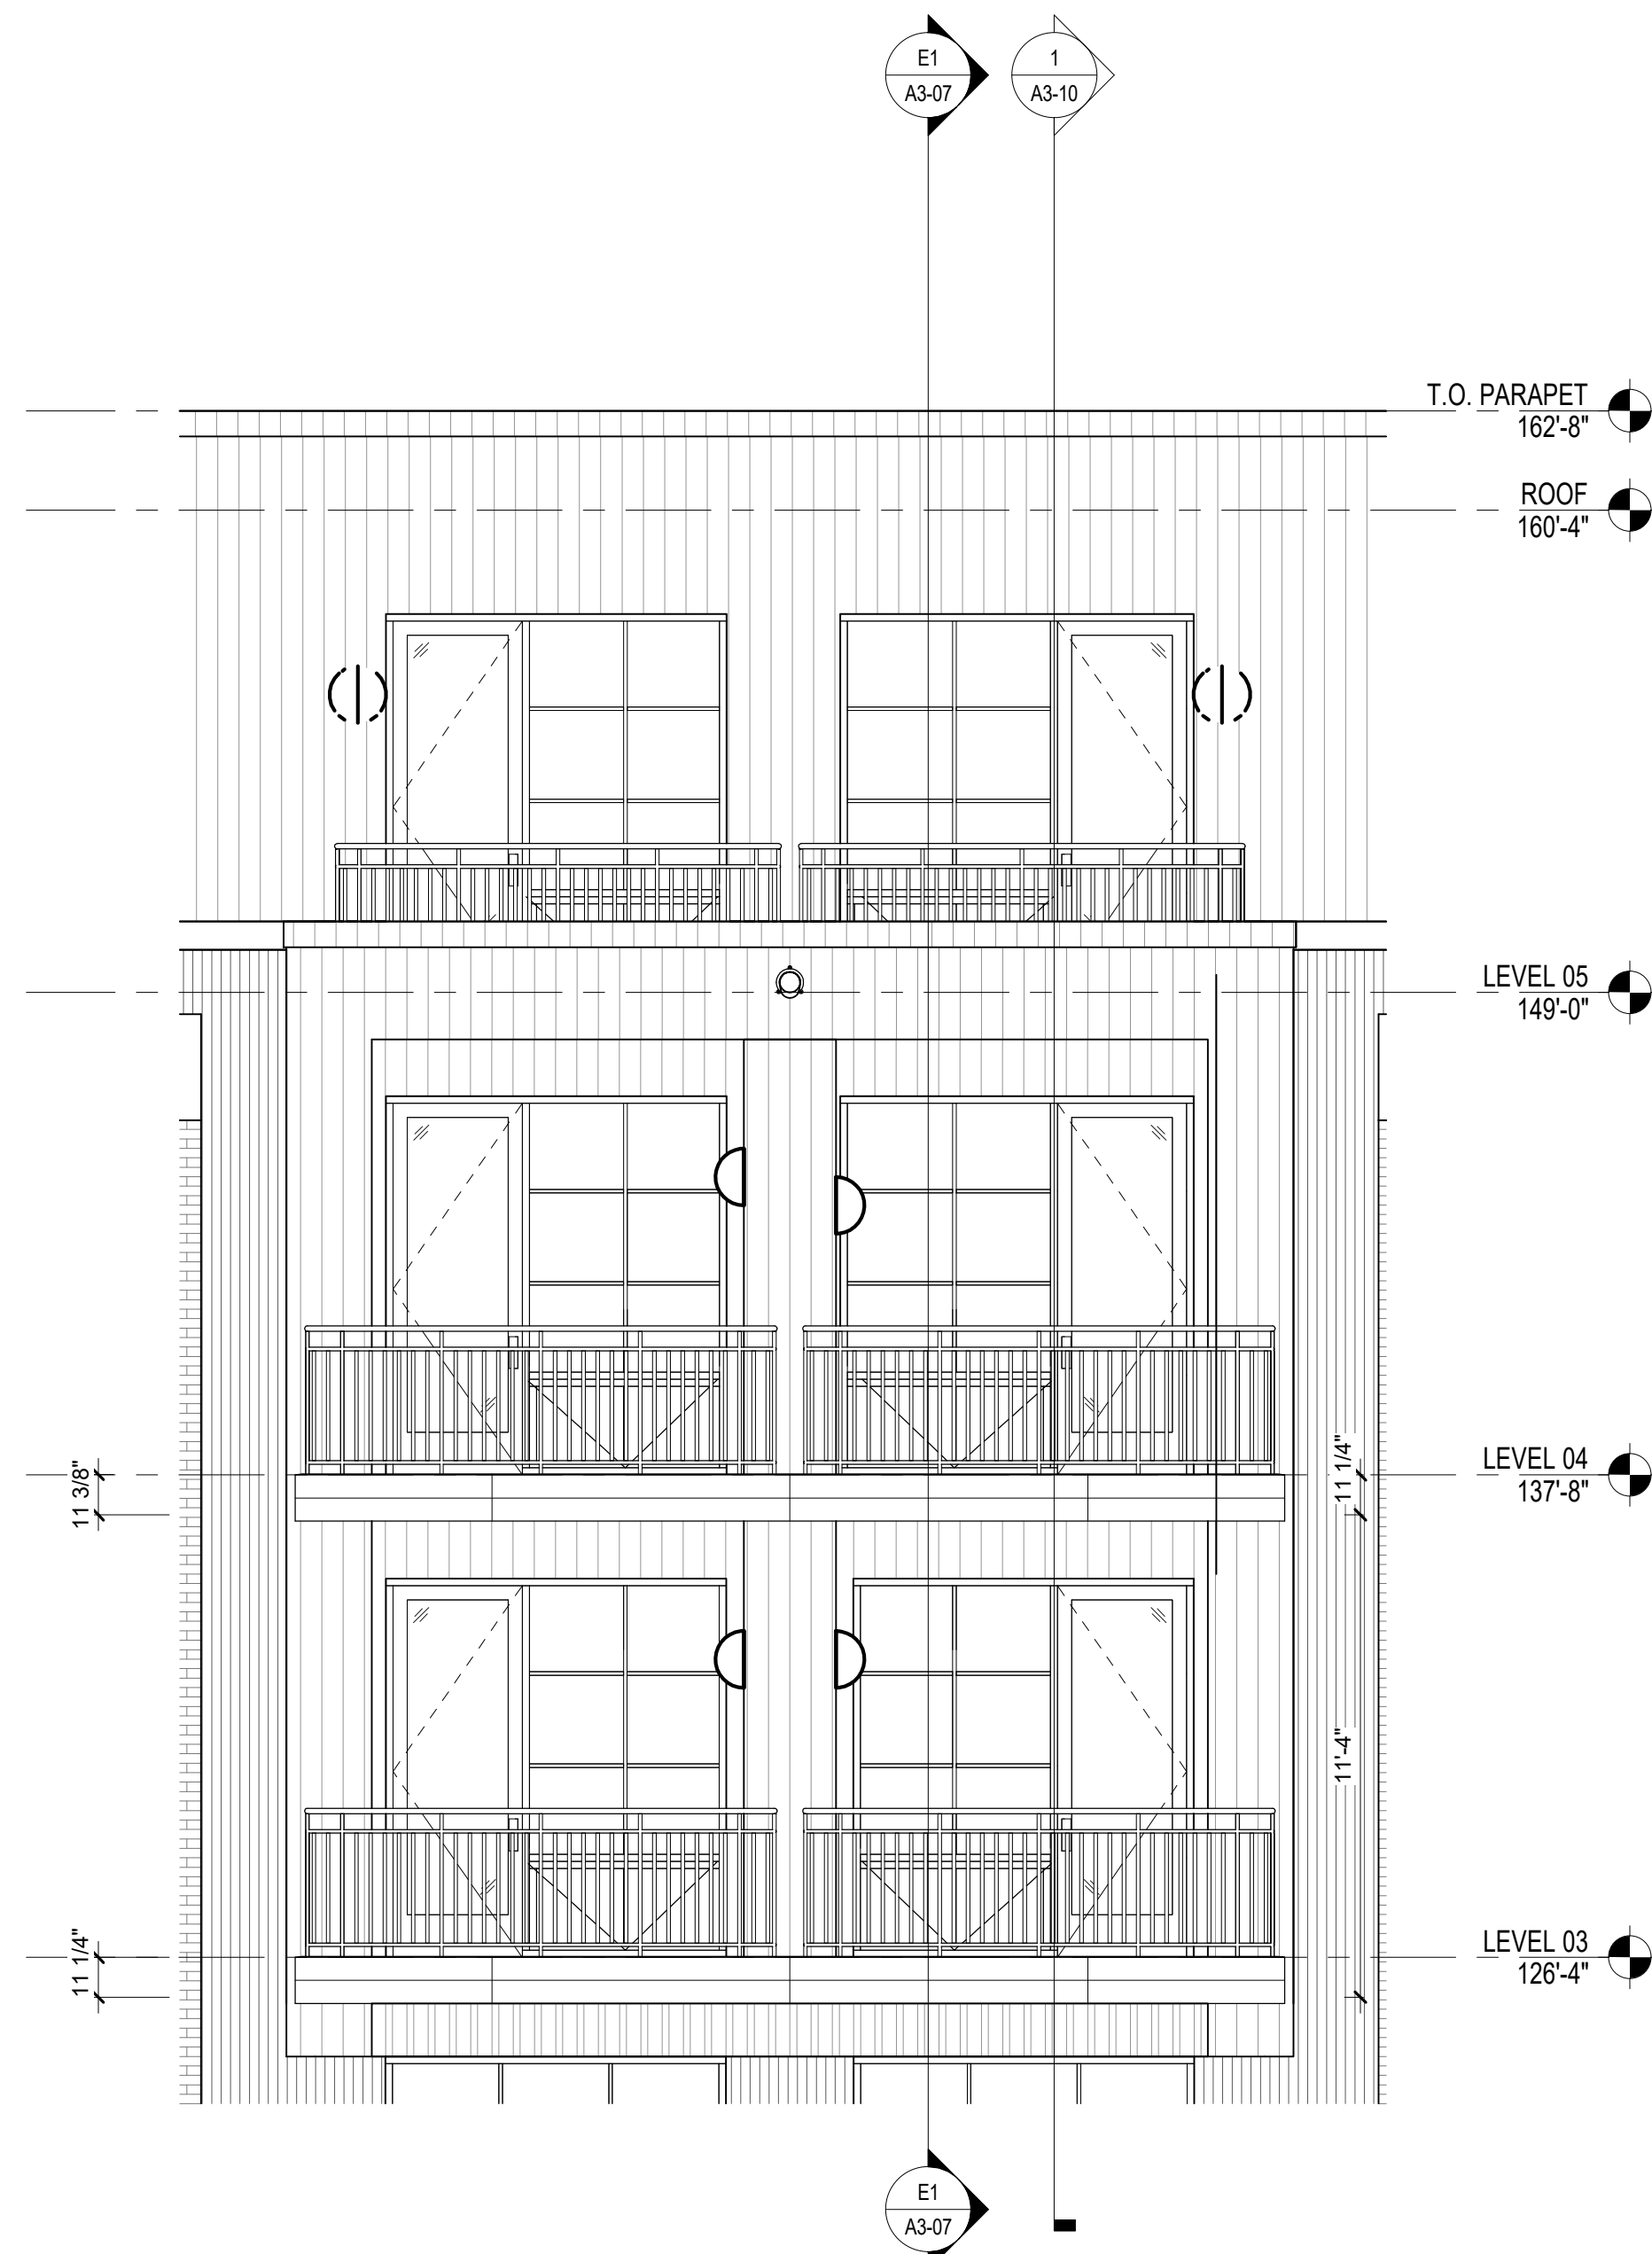 E1
A3-07
1
A3-10
T.O. PARAPET
162'-8"
ROOF
160'-4"
LEVEL 05
149'-0"
11 3/8"
11 1/4"
LEVEL 04
137'-8"
11'-4"
11 1/4"
LEVEL 03
126'-4"
E1
A3-07